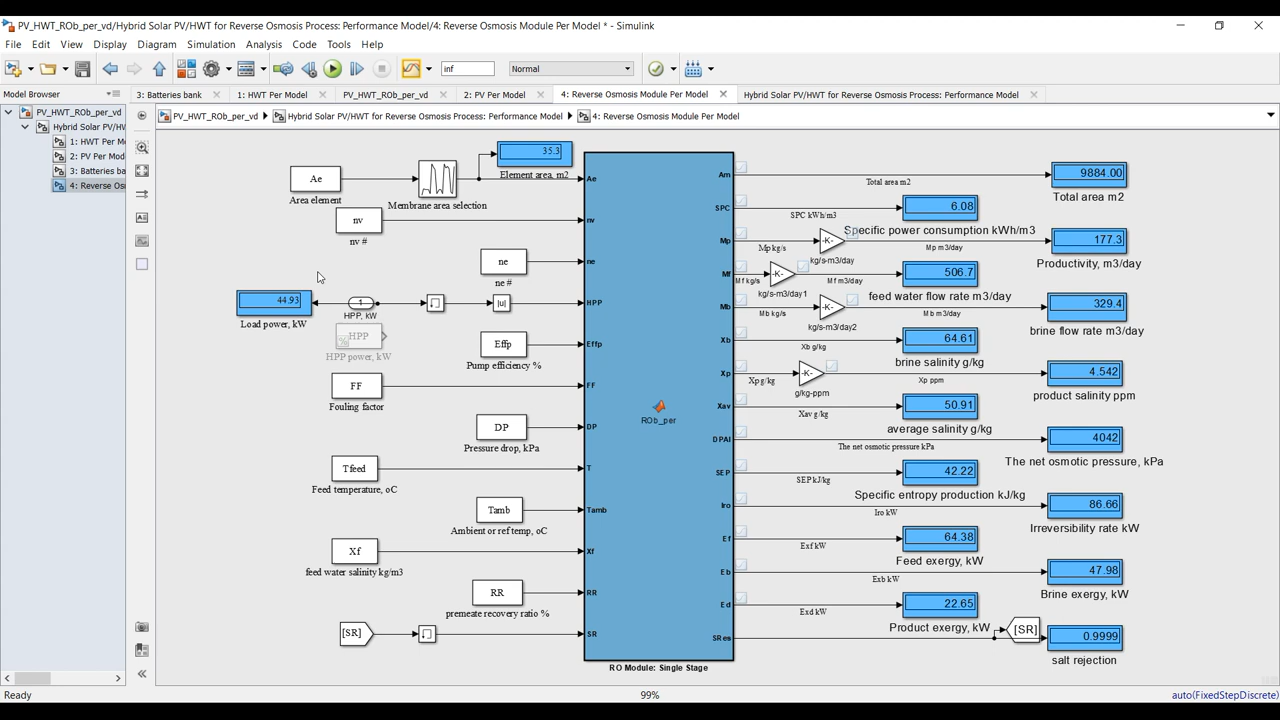 PV_HWT_ROb_per_vd/Hybrid Solar PV/HWT for Reverse Osmosis Process: Performance Model/4: Reverse Osmosis Module Per Model * - Simulink
File Edit View Display Diagram Simulation Analysis Code Tools Help
inf Normal
Model Browser
3: Batteries bank 1: HWT Per Model PV_HWT_ROb_per_vd 2: PV Per Model 4: Reverse Osmosis Module Per Model Hybrid Solar PV/HWT for Reverse Osmosis Process: Performance Model
PV_HWT_ROb_per_vd Hybrid Solar PV/HWT for Reverse Osmosis Process: Performance Model 4: Reverse Osmosis Module Per Model
PV_HWT_ROb_per_vd
Hybrid Solar PV/HW
1: HWT Per M
2: PV Per Mod
3: Batteries ba
4: Reverse Osm
Ae
Area element
Membrane area selection
35.3
Element area, m2
nv
nv #
ne
ne #
44.93
Load power, kW
1
HPP, kW
|u|
HPP
HPP power, kW
Effp
Pump efficiency %
FF
Fouling factor
DP
Pressure drop, kPa
Tfeed
Feed temperature, oC
Tamb
Ambient or ref temp, oC
Xf
feed water salinity kg/m3
RR
premeate recovery ratio %
[SR]
Ae
nv
ne
HPP
Effp
FF
DP
T
Tamb
Xf
RR
SR
ROb_per
RO Module: Single Stage
Am
SPC
Mp
Mf
Mb
Xb
Xp
Xav
DPAI
SEP
Iro
Ef
Eb
Ed
SRes
Total area m2
9884.00
Total area m2
SPC kWh/m3
6.08
Specific power consumption kWh/m3
Mp kg/s
-K-
kg/s-m3/day
Mp m3/day
177.3
Productivity, m3/day
Mf kg/s
-K-
kg/s-m3/day1
Mf m3/day
506.7
feed water flow rate m3/day
Mb kg/s
-K-
kg/s-m3/day2
Mb m3/day
329.4
brine flow rate m3/day
Xb g/kg
64.61
brine salinity g/kg
Xp g/kg
-K-
g/kg-ppm
Xp ppm
4.542
product salinity ppm
Xav g/kg
50.91
average salinity g/kg
The net osmotic pressure kPa
4042
The net osmotic pressure, kPa
SEP kJ/kg
42.22
Specific entropy production kJ/kg
Iro kW
86.66
Irreversibility rate kW
Exf kW
64.38
Feed exergy, kW
Exb kW
47.98
Brine exergy, kW
Exd kW
22.65
Product exergy, kW
[SR]
0.9999
salt rejection
Ready 99% auto(FixedStepDiscrete)